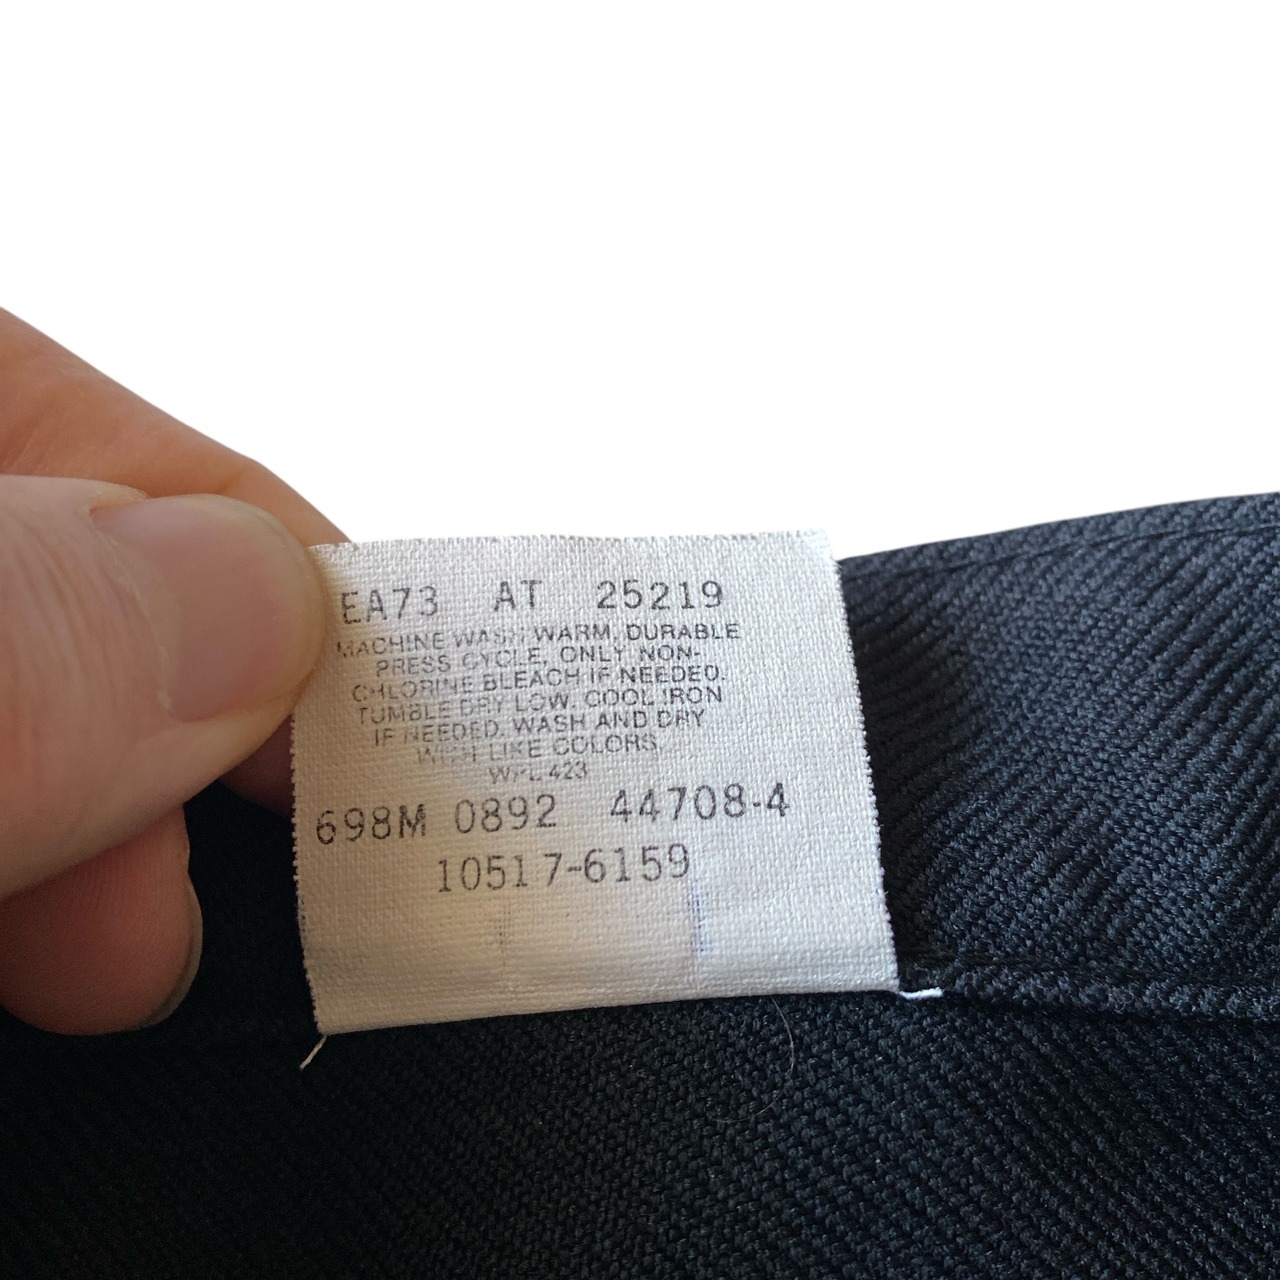 EA73 AT 25219
MACHINE WASH WARM, DURABLE
PRESS CYCLE, ONLY NON-
CHLORINE BLEACH IF NEEDED.
TUMBLE DRY LOW. COOL IRON
IF NEEDED. WASH AND DRY
WITH LIKE COLORS.
WPL 423
698M 0892 44708-4
10517-6159